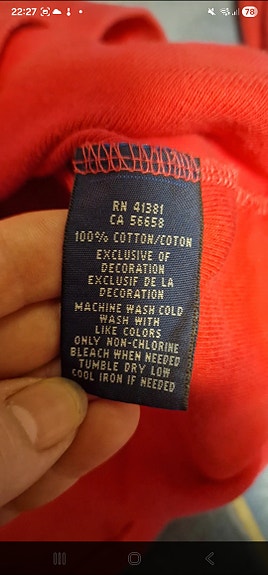 22:27
78
RN 41381
CA 56658
100% COTTON/COTON
EXCLUSIVE OF
DECORATION
EXCLUSIF DE LA
DECORATION
MACHINE WASH COLD
WASH WITH
LIKE COLORS
ONLY NON-CHLORINE
BLEACH WHEN NEEDED
TUMBLE DRY LOW
COOL IRON IF NEEDED